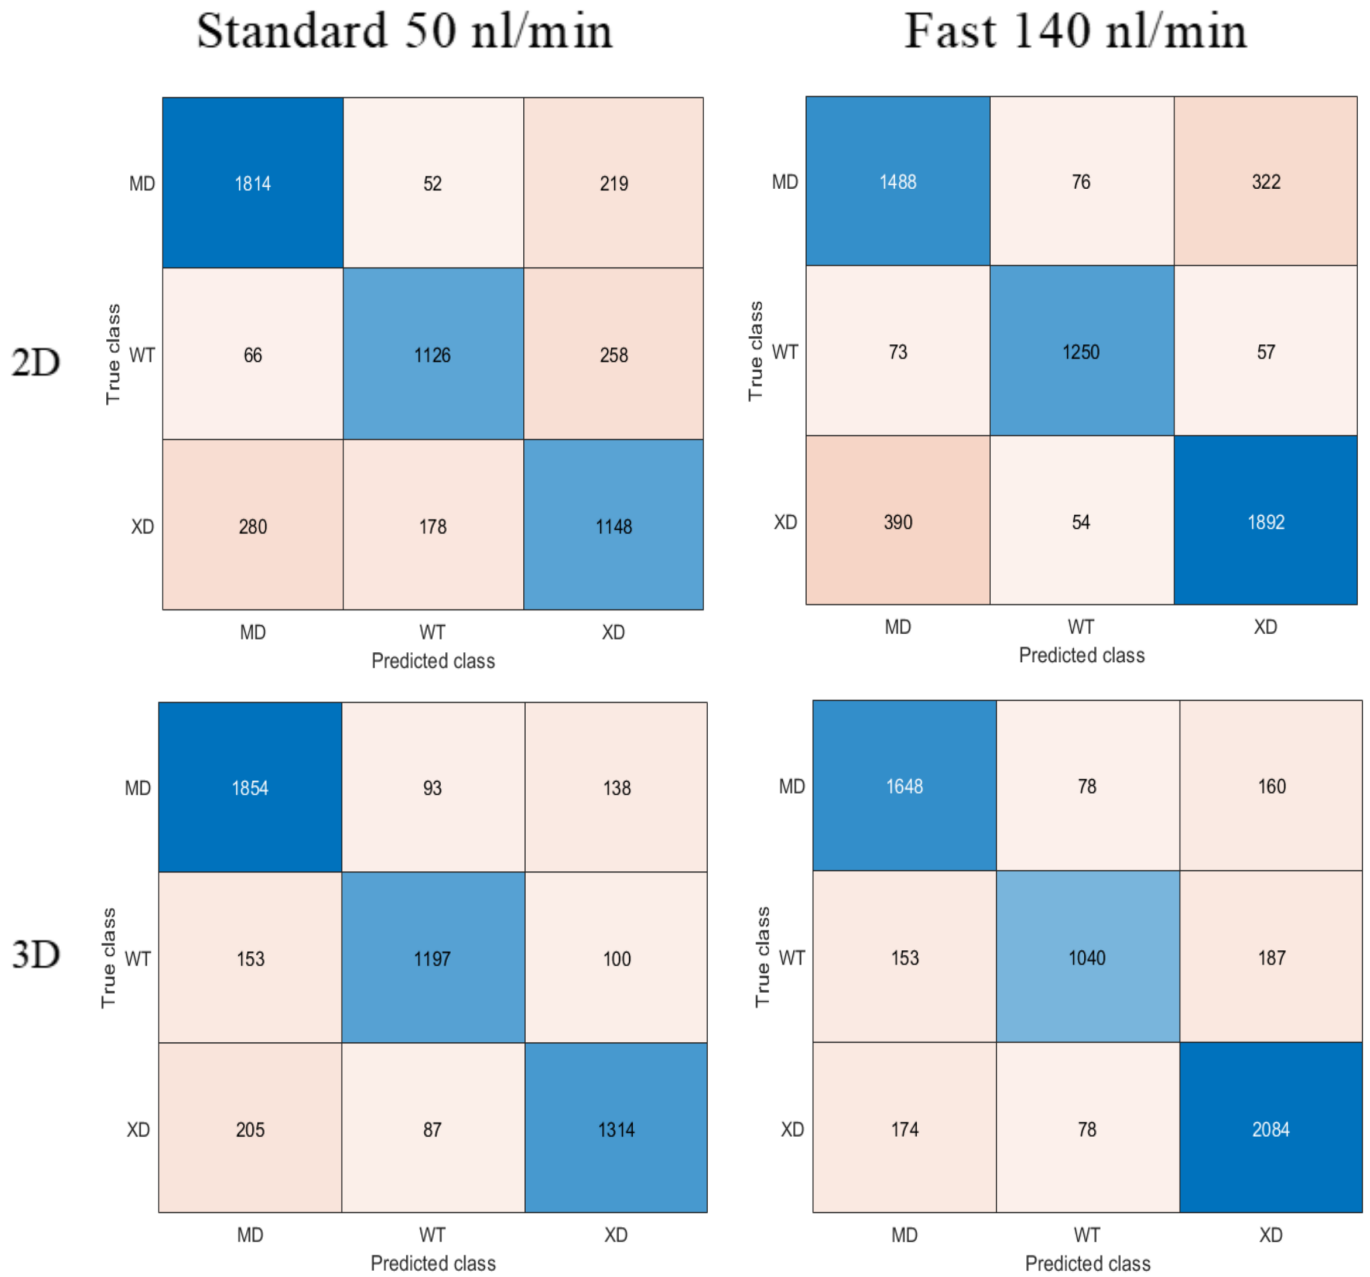 Standard 50 nl/min
Fast 140 nl/min
2D
True class
MD 1814 52 219
WT 66 1126 258
XD 280 178 1148
MD WT XD
Predicted class
True class
MD 1488 76 322
WT 73 1250 57
XD 390 54 1892
MD WT XD
Predicted class
3D
True class
MD 1854 93 138
WT 153 1197 100
XD 205 87 1314
MD WT XD
Predicted class
True class
MD 1648 78 160
WT 153 1040 187
XD 174 78 2084
MD WT XD
Predicted class